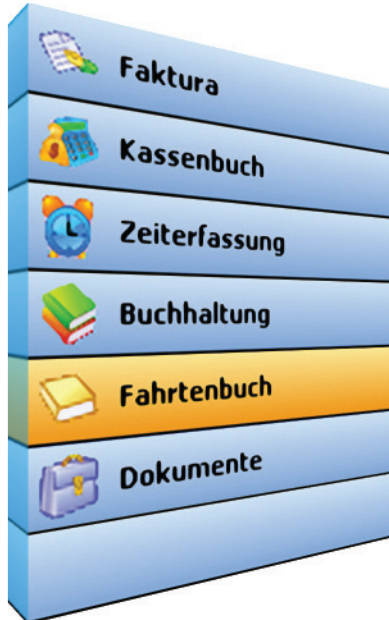 Faktura
Kassenbuch
Zeiterfassung
Buchhaltung
Fahrtenbuch
Dokumente